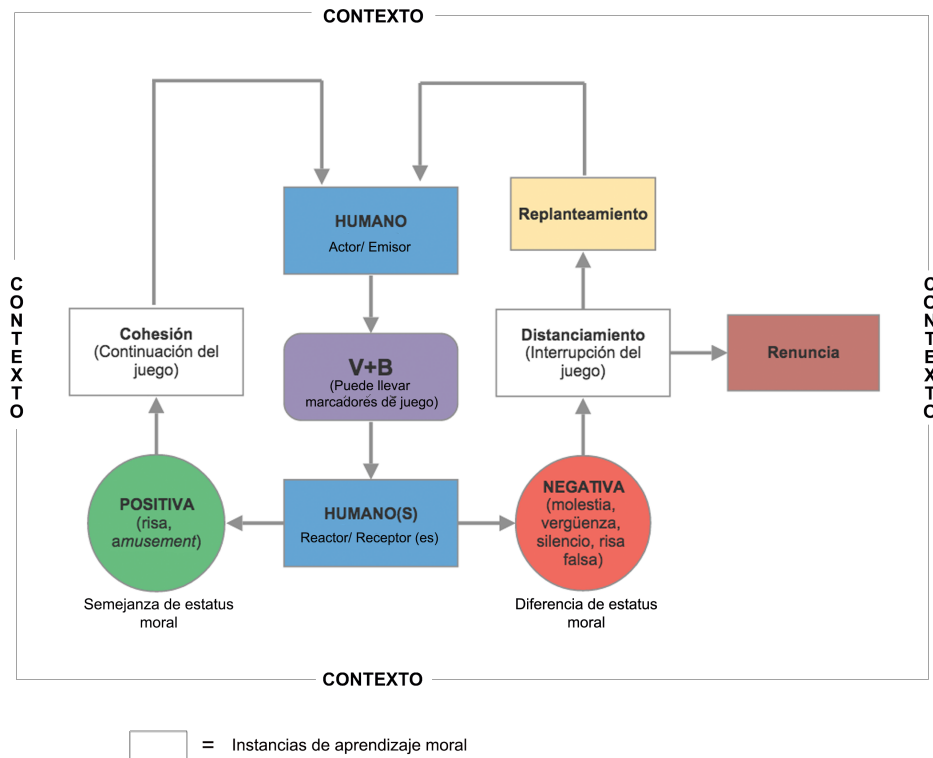 CONTEXTO
HUMANO
Actor/ Emisor
Replanteamiento
CONTEXTO
CONTEXTO
Cohesión
(Continuación del
juego)
V+B
(Puede llevar
marcadores de juego)
Distanciamiento
(Interrupción del
juego)
Renuncia
POSITIVA
(risa,
amusement)
HUMANO(S)
Reactor/ Receptor (es)
NEGATIVA
(molestia,
vergüenza,
silencio, risa
falsa)
Semejanza de estatus
moral
Diferencia de estatus
moral
CONTEXTO
= Instancias de aprendizaje moral